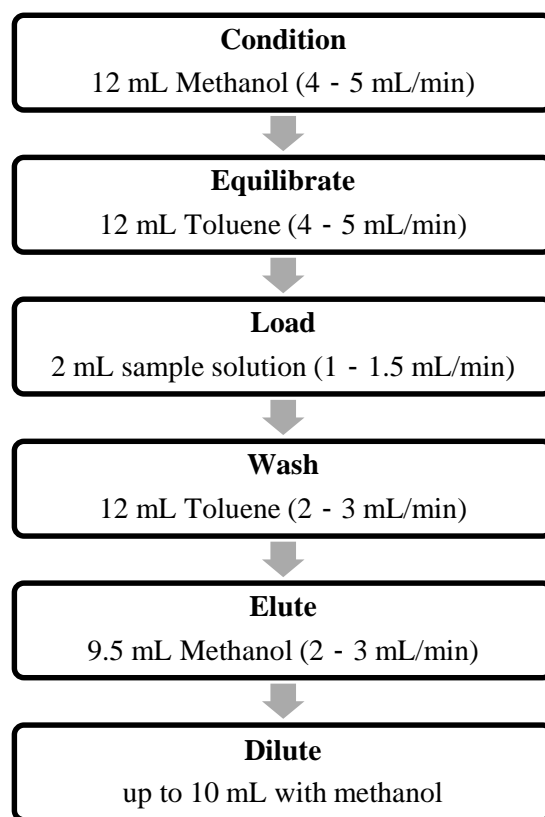 Condition
12 mL Methanol (4 - 5 mL/min)
Equilibrate
12 mL Toluene (4 - 5 mL/min)
Load
2 mL sample solution (1 - 1.5 mL/min)
Wash
12 mL Toluene (2 - 3 mL/min)
Elute
9.5 mL Methanol (2 - 3 mL/min)
Dilute
up to 10 mL with methanol